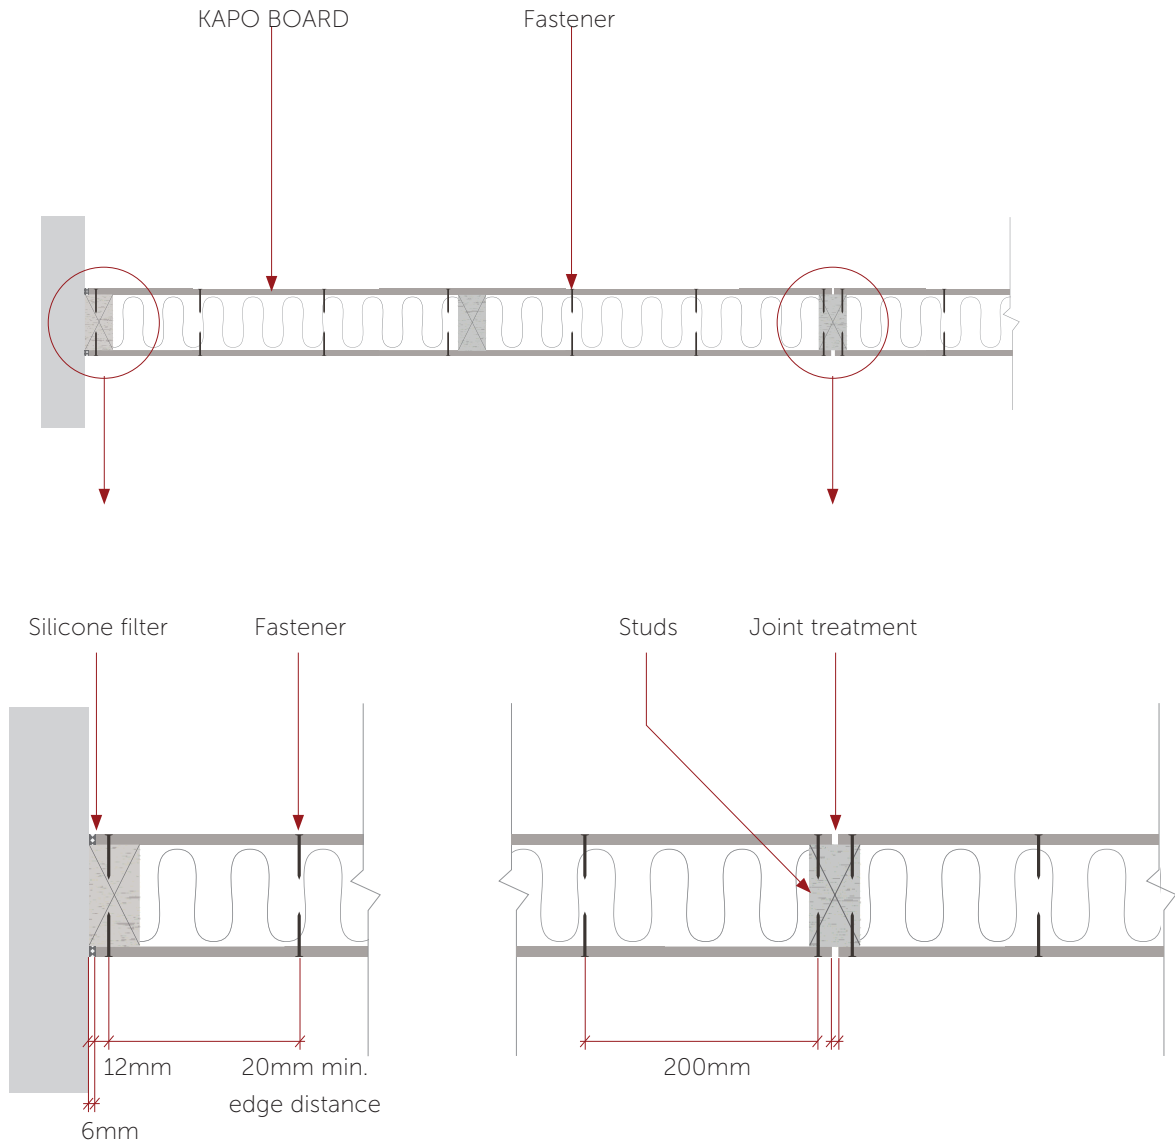 KAPO BOARD
Fastener
Silicone filter
Fastener
Studs
Joint treatment
12mm
20mm min.
edge distance
6mm
200mm